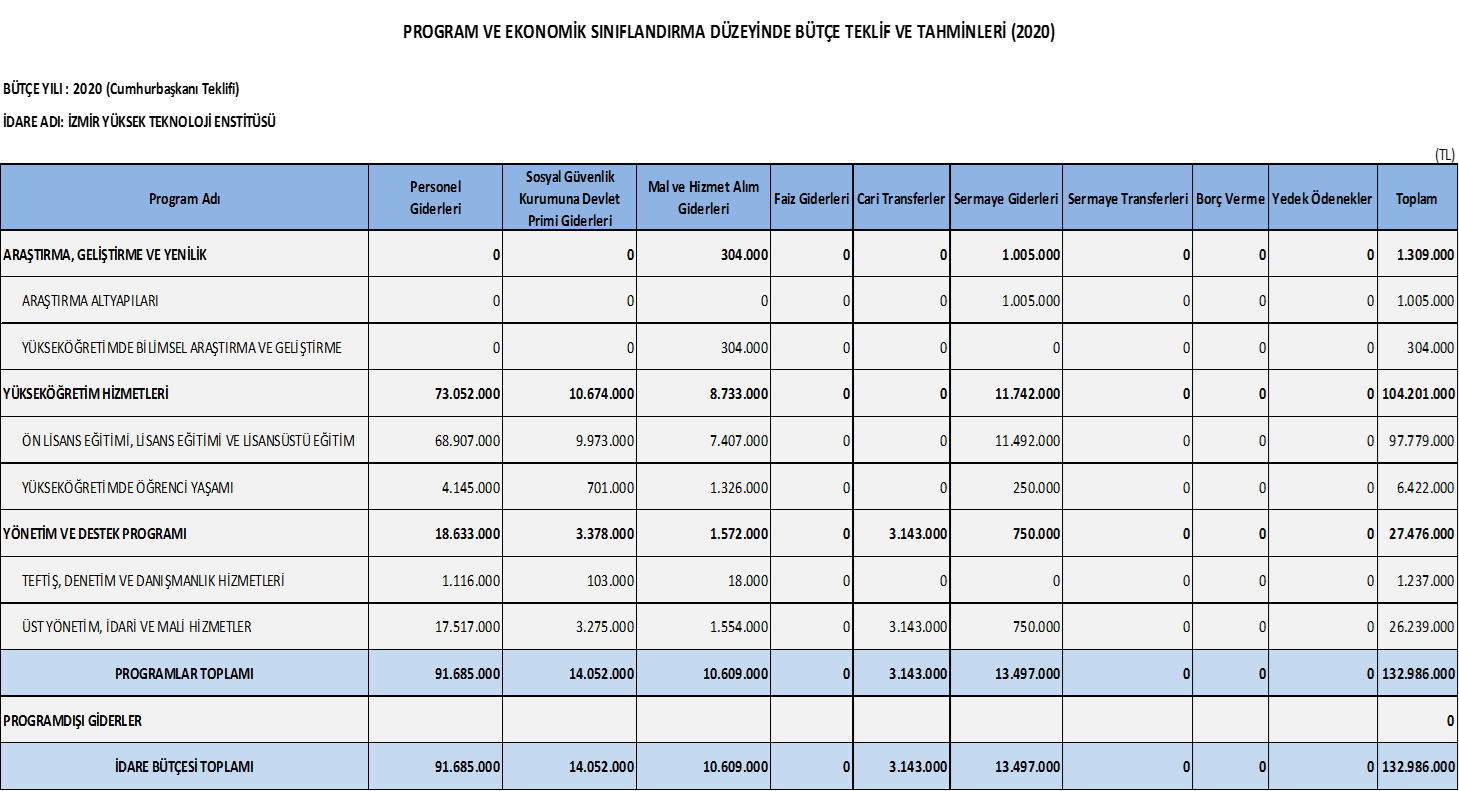 PROGRAM VE EKONOMİK SINIFLANDIRMA DÜZEYİNDE BÜTÇE TEKLİF VE TAHMİNLERİ (2020)
BÜTÇE YILI : 2020 (Cumhurbaşkanı Teklifi)
İDARE ADI: İZMİR YÜKSEK TEKNOLOJİ ENSTİTÜSÜ
(TL)
Program Adı Personel Giderleri Sosyal Güvenlik Kurumuna Devlet Primi Giderleri Mal ve Hizmet Alım Giderleri Faiz Giderleri Cari Transferler Sermaye Giderleri Sermaye Transferleri Borç Verme Yedek Ödenekler Toplam
ARAŞTIRMA, GELİŞTİRME VE YENİLİK 0 0 304.000 0 0 1.005.000 0 0 0 1.309.000
ARAŞTIRMA ALTYAPILARI 0 0 0 0 0 1.005.000 0 0 0 1.005.000
YÜKSEKÖĞRETİMDE BİLİMSEL ARAŞTIRMA VE GELİŞTİRME 0 0 304.000 0 0 0 0 0 0 304.000
YÜKSEKÖĞRETİM HİZMETLERİ 73.052.000 10.674.000 8.733.000 0 0 11.742.000 0 0 0 104.201.000
ÖN LİSANS EĞİTİMİ, LİSANS EĞİTİMİ VE LİSANSÜSTÜ EĞİTİM 68.907.000 9.973.000 7.407.000 0 0 11.492.000 0 0 0 97.779.000
YÜKSEKÖĞRETİMDE ÖĞRENCİ YAŞAMI 4.145.000 701.000 1.326.000 0 0 250.000 0 0 0 6.422.000
YÖNETİM VE DESTEK PROGRAMI 18.633.000 3.378.000 1.572.000 0 3.143.000 750.000 0 0 0 27.476.000
TEFTİŞ, DENETİM VE DANIŞMANLIK HİZMETLERİ 1.116.000 103.000 18.000 0 0 0 0 0 0 1.237.000
ÜST YÖNETİM, İDARİ VE MALİ HİZMETLER 17.517.000 3.275.000 1.554.000 0 3.143.000 750.000 0 0 0 26.239.000
PROGRAMLAR TOPLAMI 91.685.000 14.052.000 10.609.000 0 3.143.000 13.497.000 0 0 0 132.986.000
PROGRAMDIŞI GİDERLER 0
İDARE BÜTÇESİ TOPLAMI 91.685.000 14.052.000 10.609.000 0 3.143.000 13.497.000 0 0 0 132.986.000